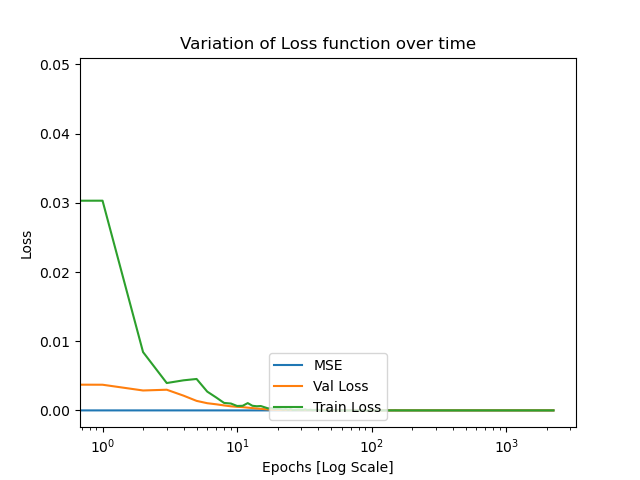 Variation of Loss function over time
0.05
0.04
0.03
0.02
0.01
0.00
Loss
MSE
Val Loss
Train Loss
10⁰
10¹
10²
10³
Epochs [Log Scale]